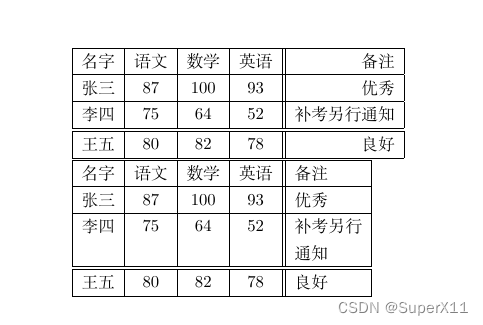 名字 语文 数学 英语 备注
张三 87 100 93 优秀
李四 75 64 52 补考另行通知
王五 80 82 78 良好
名字 语文 数学 英语 备注
张三 87 100 93 优秀
李四 75 64 52 补考另行
通知
王五 80 82 78 良好
CSDN @SuperX11